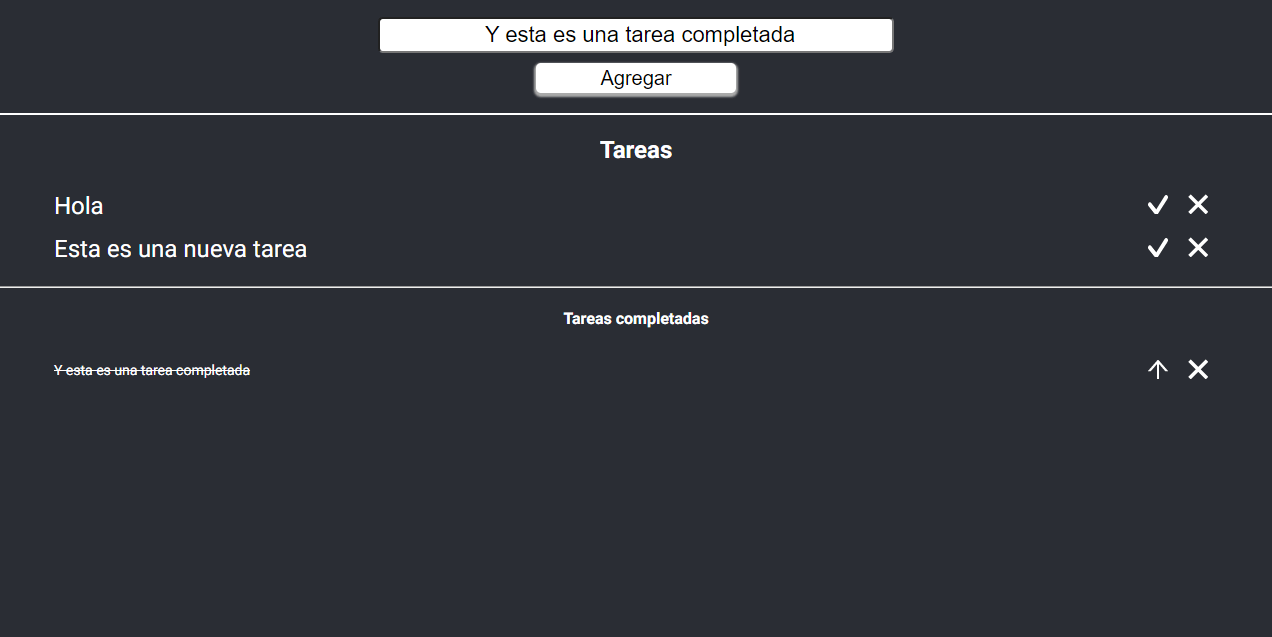 Y esta es una tarea completada
Agregar
Tareas
Hola
Esta es una nueva tarea
Tareas completadas
Y esta es una tarea completada